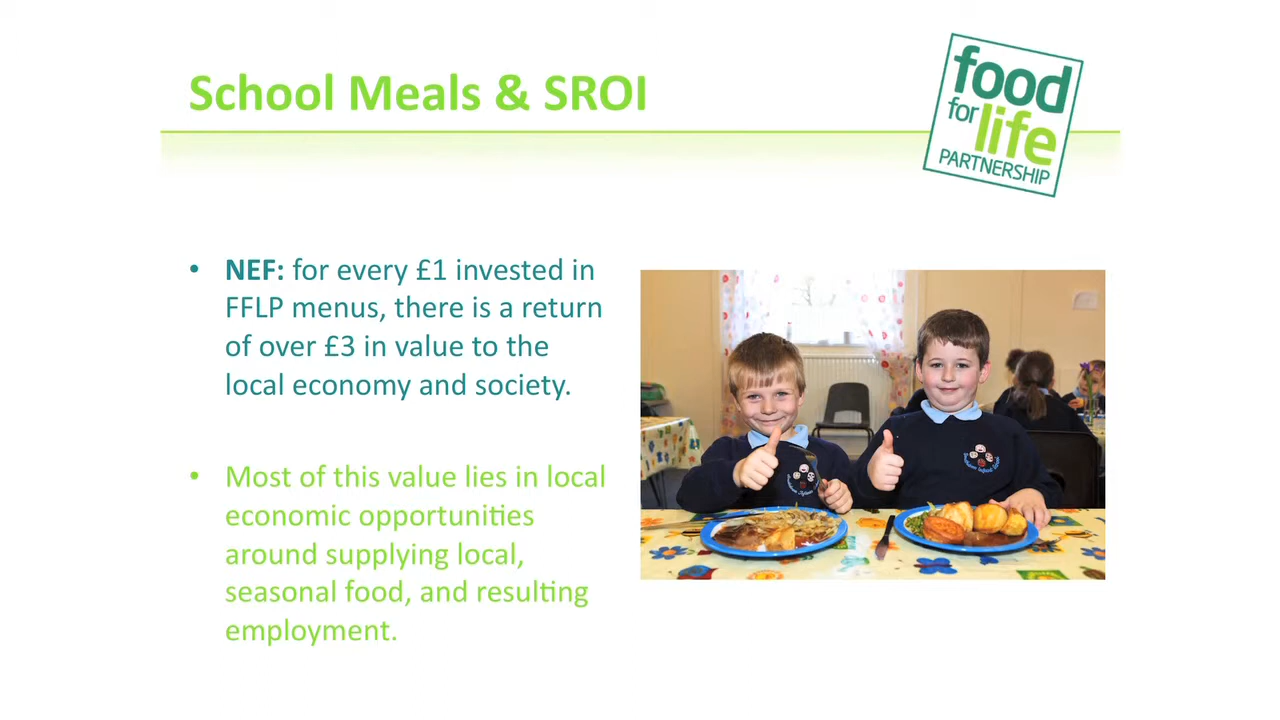 School Meals & SROI
food
for life
PARTNERSHIP
• NEF: for every £1 invested in
FFLP menus, there is a return
of over £3 in value to the
local economy and society.
• Most of this value lies in local
economic opportunities
around supplying local,
seasonal food, and resulting
employment.